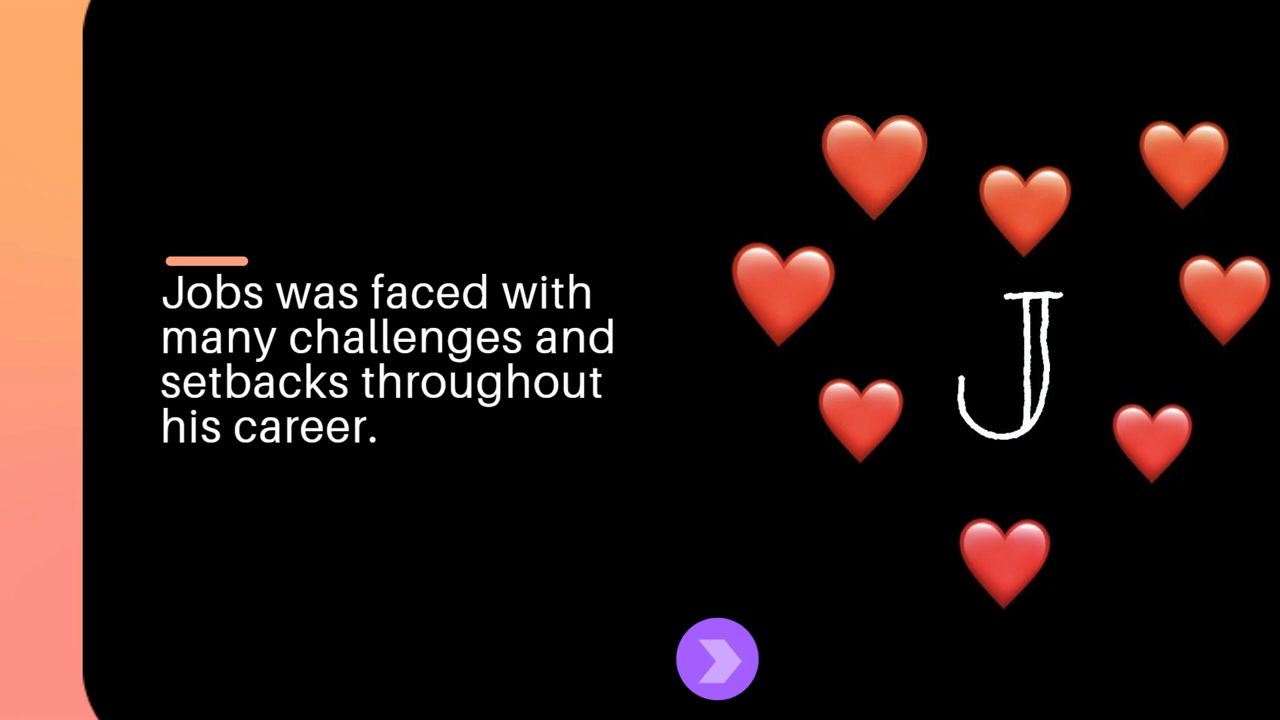 Jobs was faced with
many challenges and
setbacks throughout
his career.
J